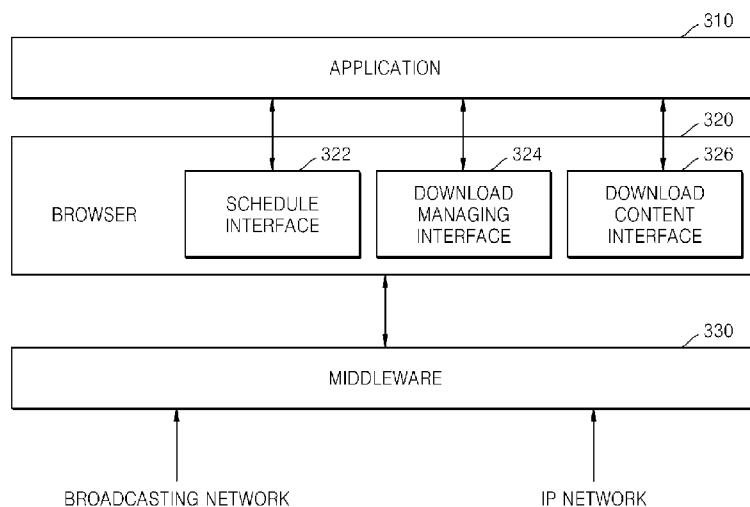 310
APPLICATION
320
322
324
326
BROWSER
SCHEDULE
INTERFACE
DOWNLOAD
MANAGING
INTERFACE
DOWNLOAD
CONTENT
INTERFACE
330
MIDDLEWARE
BROADCASTING NETWORK
IP NETWORK